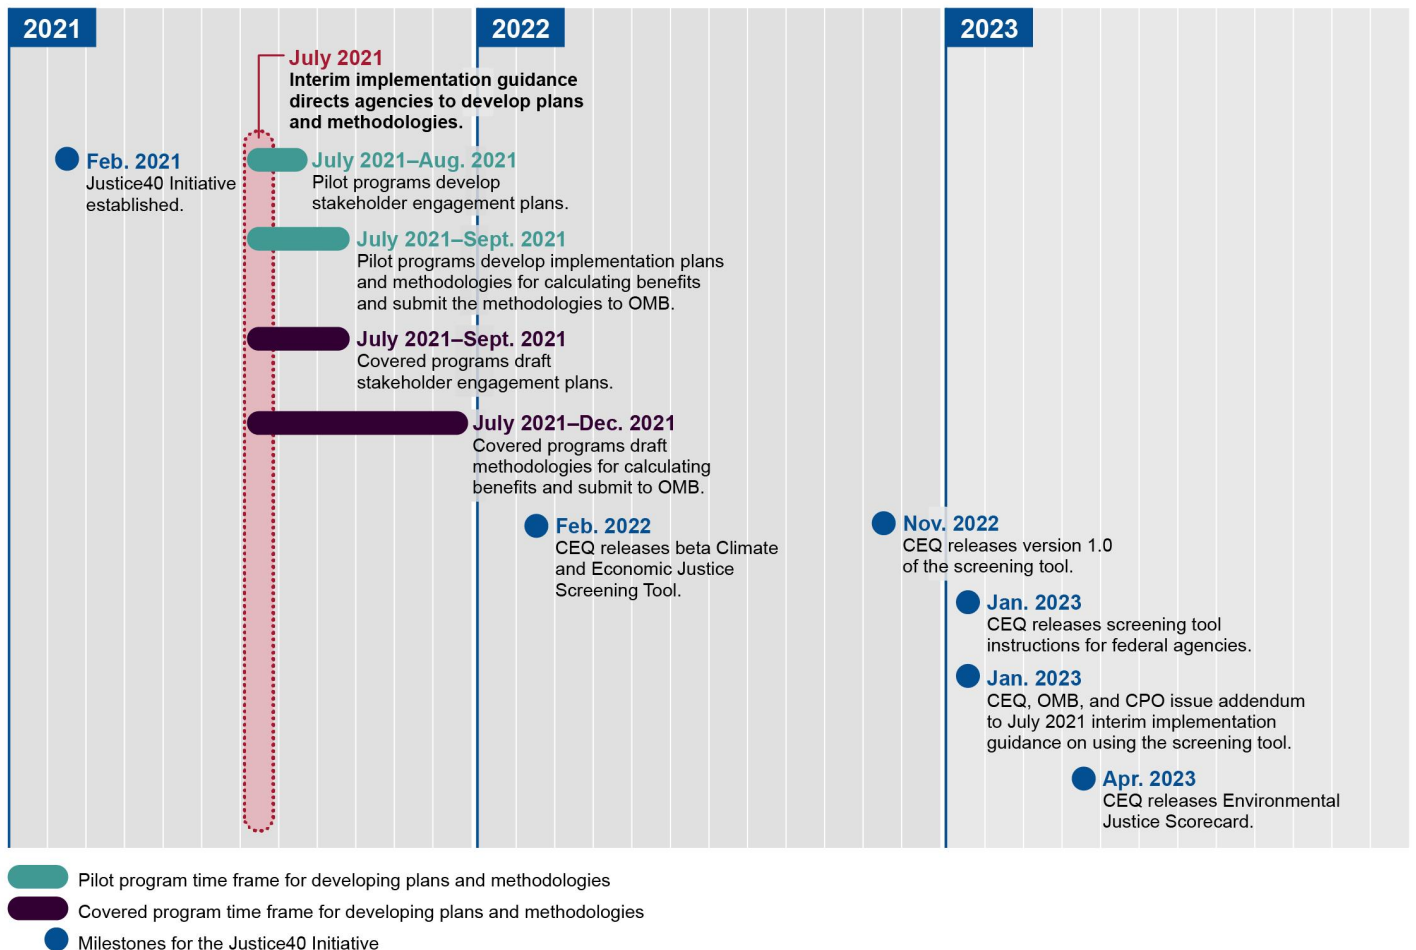 2021
2022
2023
July 2021
Interim implementation guidance
directs agencies to develop plans
and methodologies.
Feb. 2021
Justice40 Initiative
established.
July 2021–Aug. 2021
Pilot programs develop
stakeholder engagement plans.
July 2021–Sept. 2021
Pilot programs develop implementation plans
and methodologies for calculating benefits
and submit the methodologies to OMB.
July 2021–Sept. 2021
Covered programs draft
stakeholder engagement plans.
July 2021–Dec. 2021
Covered programs draft
methodologies for calculating
benefits and submit to OMB.
Feb. 2022
CEQ releases beta Climate
and Economic Justice
Screening Tool.
Nov. 2022
CEQ releases version 1.0
of the screening tool.
Jan. 2023
CEQ releases screening tool
instructions for federal agencies.
Jan. 2023
CEQ, OMB, and CPO issue addendum
to July 2021 interim implementation
guidance on using the screening tool.
Apr. 2023
CEQ releases Environmental
Justice Scorecard.
Pilot program time frame for developing plans and methodologies
Covered program time frame for developing plans and methodologies
Milestones for the Justice40 Initiative